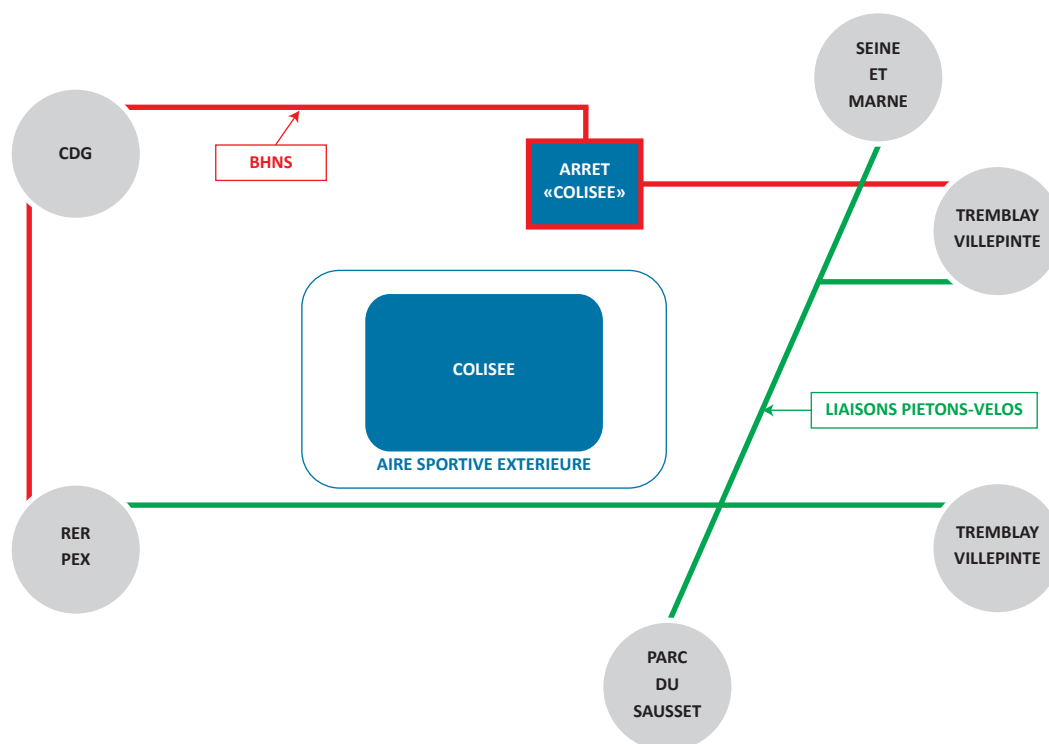 SEINE
ET
MARNE
CDG
BHNS
ARRET
«COLISEE»
TREMBLAY
VILLEPINTE
COLISEE
LIAISONS PIETONS-VELOS
AIRE SPORTIVE EXTERIEURE
RER
PEX
TREMBLAY
VILLEPINTE
PARC
DU
SAUSSET